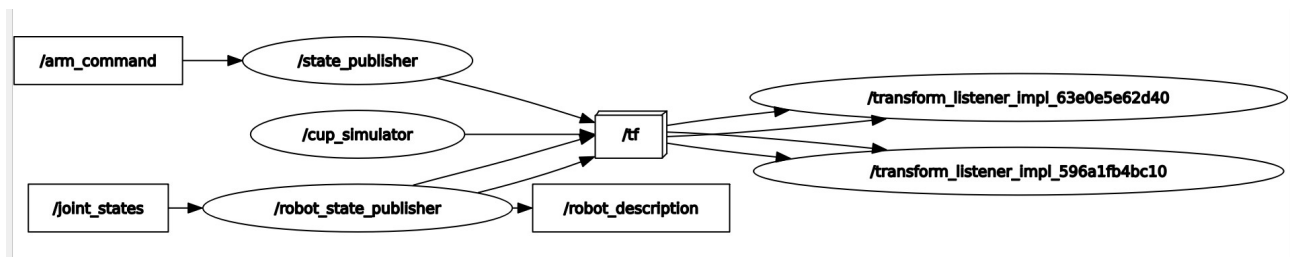 /arm_command
/state_publisher
/transform_listener_impl_63e0e5e62d40
/cup_simulator
/tf
/transform_listener_impl_596a1fb4bc10
/joint_states
/robot_state_publisher
/robot_description